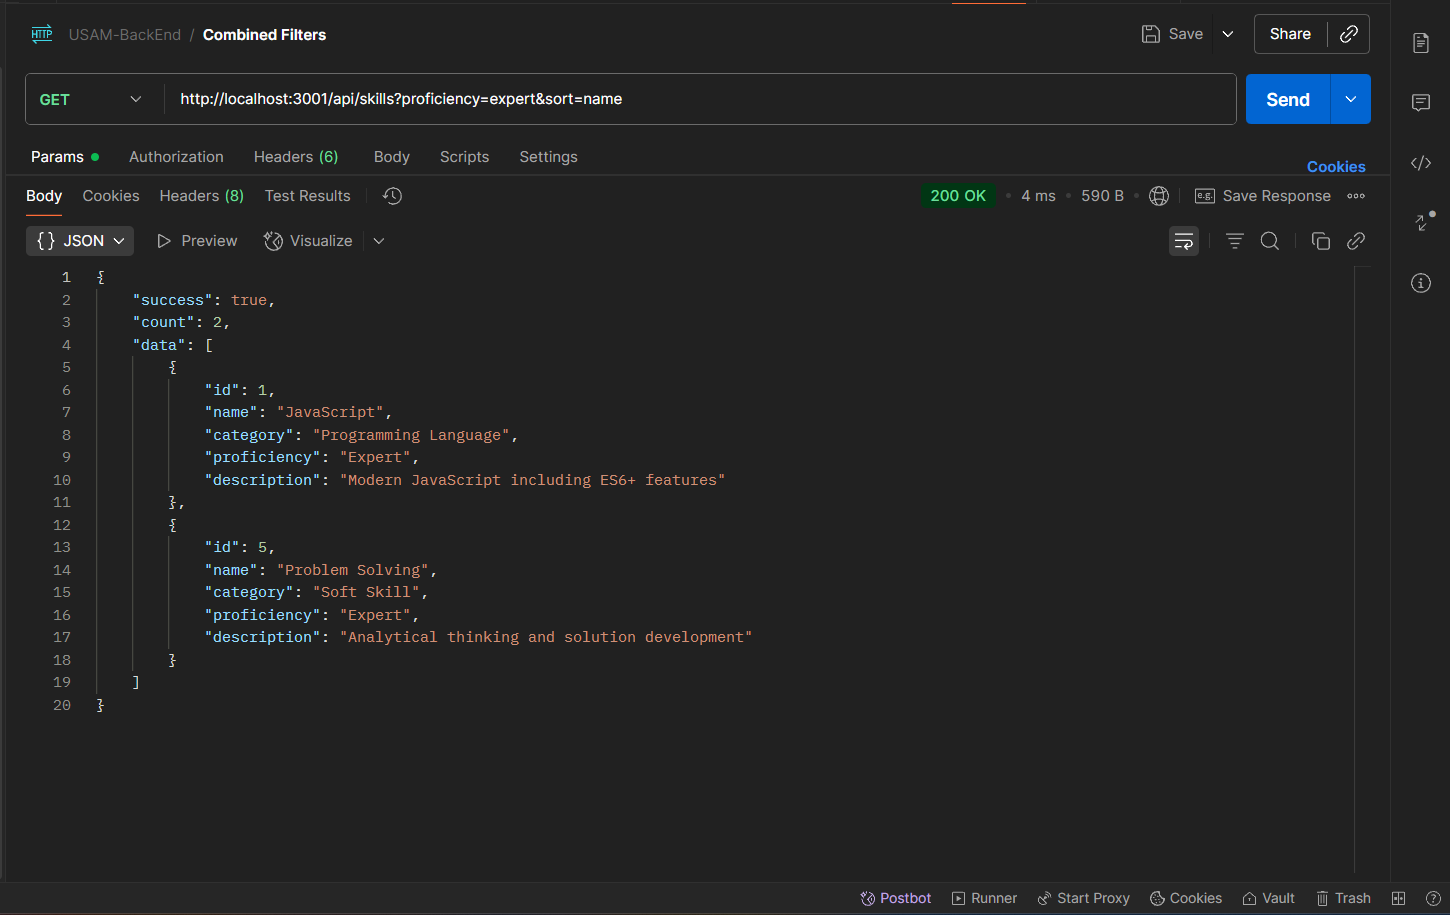 HTTP USAM-BackEnd / Combined Filters Save Share
GET http://localhost:3001/api/skills?proficiency=expert&sort=name Send
Params Authorization Headers (6) Body Scripts Settings Cookies
Body Cookies Headers (8) Test Results 200 OK • 4 ms • 590 B • e.g. Save Response
{} JSON Preview Visualize
1 {
2 "success": true,
3 "count": 2,
4 "data": [
5 {
6 "id": 1,
7 "name": "JavaScript",
8 "category": "Programming Language",
9 "proficiency": "Expert",
10 "description": "Modern JavaScript including ES6+ features"
11 },
12 {
13 "id": 5,
14 "name": "Problem Solving",
15 "category": "Soft Skill",
16 "proficiency": "Expert",
17 "description": "Analytical thinking and solution development"
18 }
19 ]
20 }
Postbot Runner Start Proxy Cookies Vault Trash